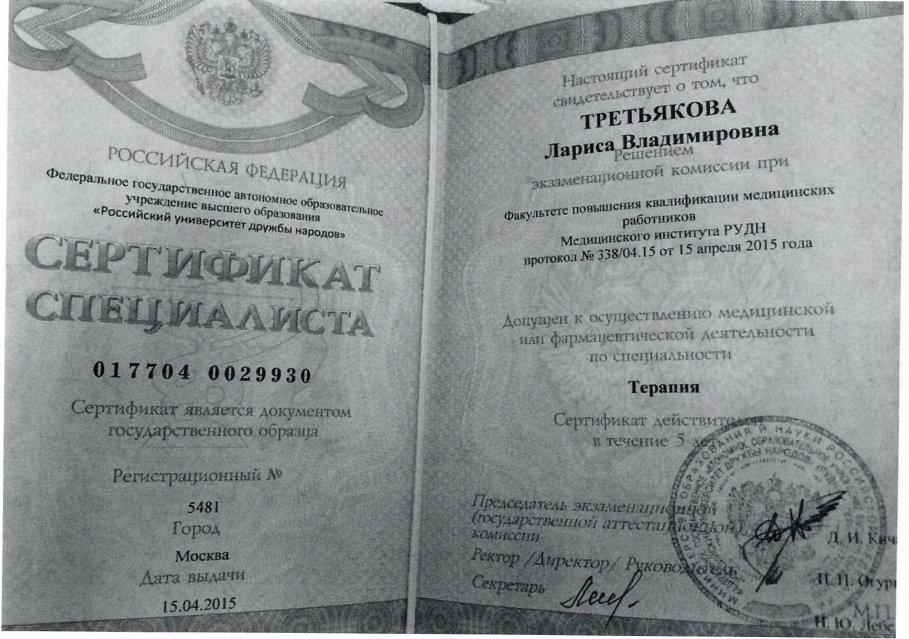 РОССИЙСКАЯ ФЕДЕРАЦИЯ
Федеральное государственное автономное образовательное
учреждение высшего образования
«Российский университет дружбы народов»
СЕРТИФИКАТ
СПЕЦИАЛИСТА
017704 0029930
Сертификат является документом
государственного образца
Регистрационный №
5481
Город
Москва
Дата выдачи
15.04.2015
Настоящий сертификат
свидетельствует о том, что
ТРЕТЬЯКОВА
Лариса Владимировна
Решением
экзаменационной комиссии при
Факультете повышения квалификации медицинских
работников
Медицинского института РУДН
протокол № 338/04.15 от 15 апреля 2015 года
Допущен к осуществлению медицинской
или фармацевтической деятельности
по специальности
Терапия
Сертификат действителен
в течение 5 лет
Председатель экзаменационной
(государственной аттестационной)
комиссии
Д. И. Кич
Ректор /Директор/ Руководитель
Секретарь
М.П.